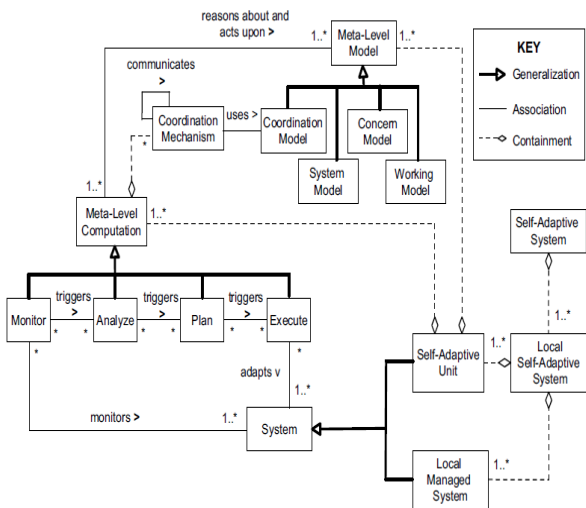 reasons about and
acts upon >
1..*
Meta-Level
Model
1..*
KEY
Generalization
Association
Containment
communicates
Coordination
Mechanism
*
uses >
Coordination
Model
Concern
Model
System
Model
Working
Model
1..*
Meta-Level
Computation
1..*
Self-Adaptive
System
triggers
>
triggers
>
triggers
>
Monitor
*
*
Analyze
*
*
Plan
*
*
Execute
1..*
*
*
Self-Adaptive
Unit
1..*
Local
Self-Adaptive
System
adapts v
1..*
monitors >
1..*
System
1..*
Local
Managed
System